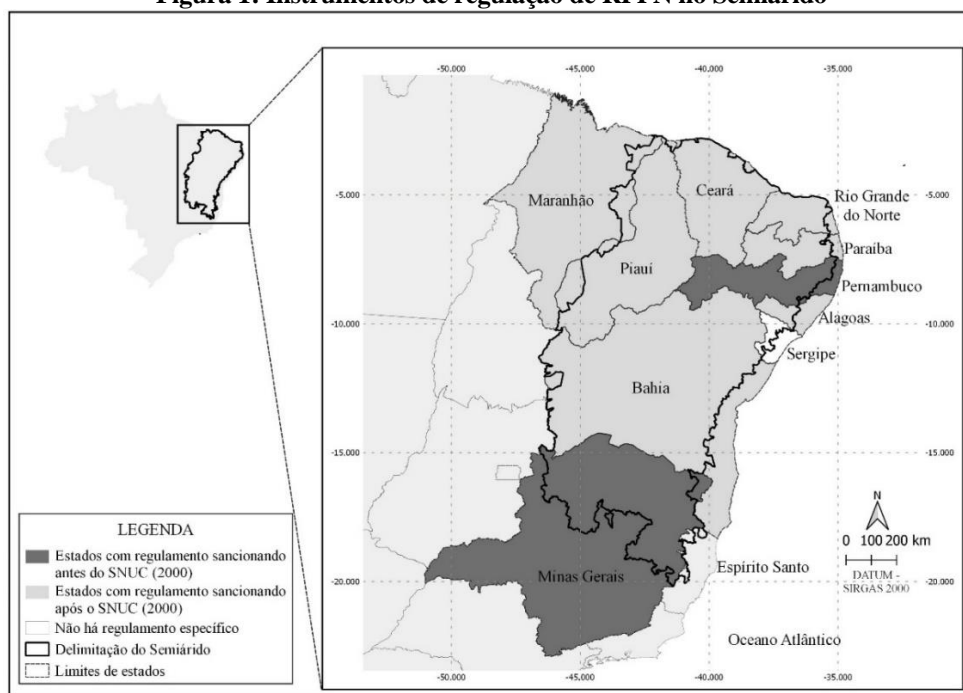 Figura 1: Instrumentos de regulação de RPPN no Semiárido
-50.000
-45.000
-40.000
-35.000
-5.000
-5.000
-10.000
-10.000
-15.000
-15.000
-20.000
-20.000
Maranhão
Ceará
Rio Grande
do Norte
Paraíba
Piauí
Pernambuco
Alagoas
Sergipe
Bahia
Minas Gerais
Espírito Santo
Oceano Atlântico
N
0 100 200 km
DATUM -
SIRGAS 2000
-50.000
-45.000
-40.000
-35.000
LEGENDA
Estados com regulamento sancionando
antes do SNUC (2000)
Estados com regulamento sancionando
após o SNUC (2000)
Não há regulamento específico
Delimitação do Semiárido
Limites de estados